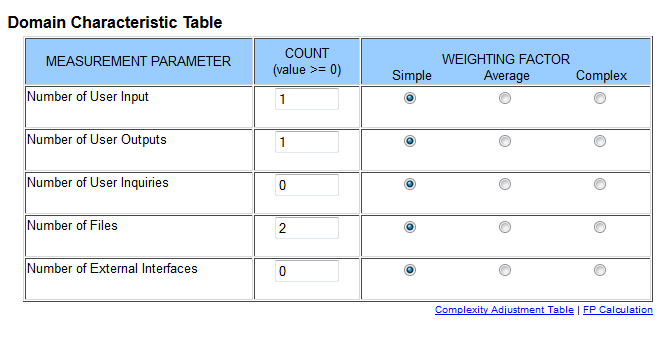 Domain Characteristic Table
MEASUREMENT PARAMETER
COUNT
(value >= 0)
WEIGHTING FACTOR
Simple Average Complex
Number of User Input 1
Number of User Outputs 1
Number of User Inquiries 0
Number of Files 2
Number of External Interfaces 0
Complexity Adjustment Table | FP Calculation